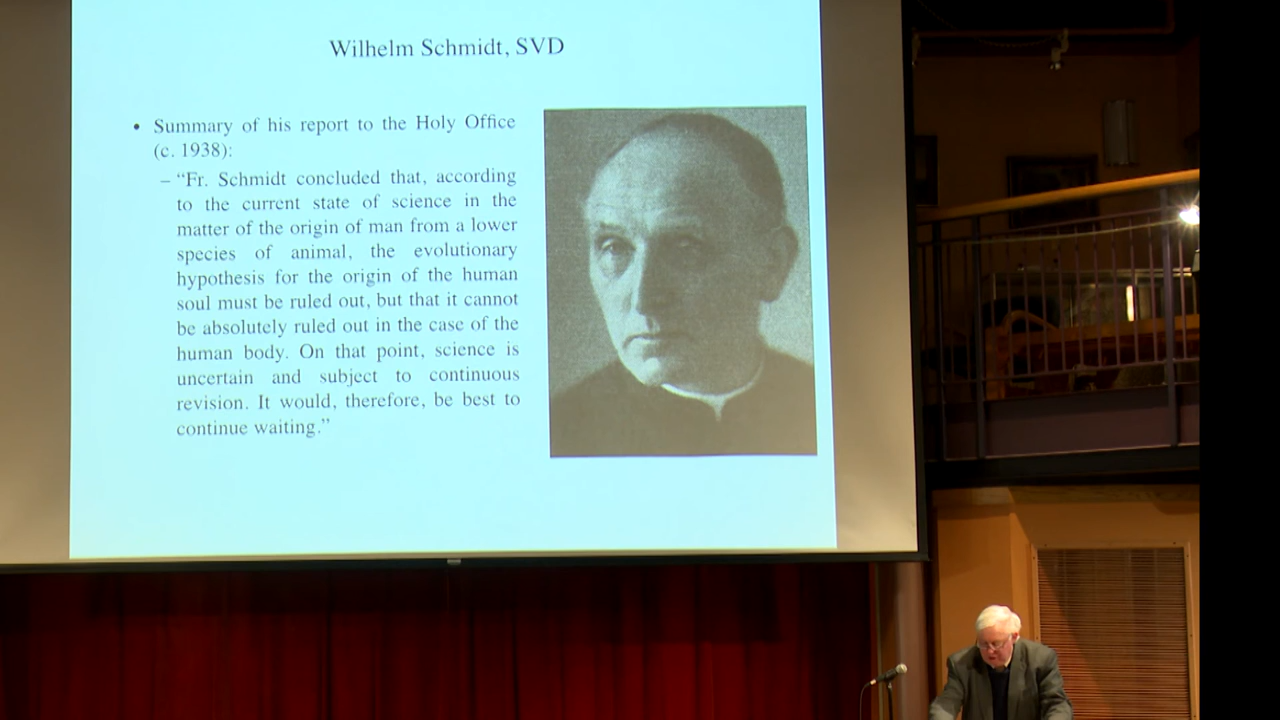 Wilhelm Schmidt, SVD
• Summary of his report to the Holy Office
(c. 1938):
– “Fr. Schmidt concluded that, according
to the current state of science in the
matter of the origin of man from a lower
species of animal, the evolutionary
hypothesis for the origin of the human
soul must be ruled out, but that it cannot
be absolutely ruled out in the case of the
human body. On that point, science is
uncertain and subject to continuous
revision. It would, therefore, be best to
continue waiting.”